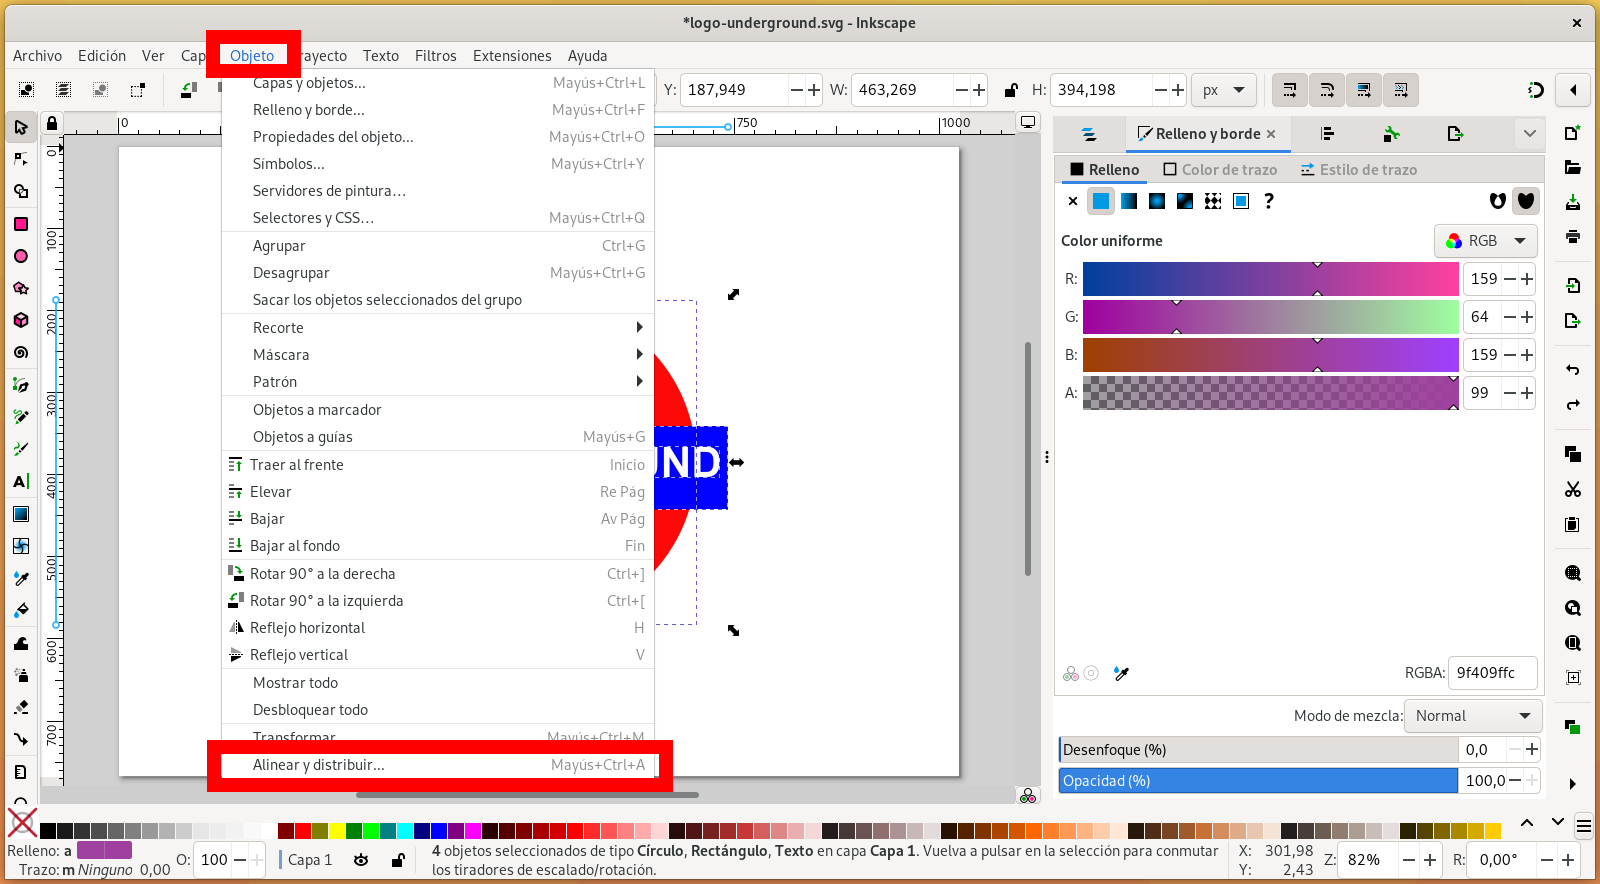 *logo-underground.svg - Inkscape
Archivo Edición Ver Cap Objeto rayecto Texto Filtros Extensiones Ayuda
Y: 187,949 W: 463,269 H: 394,198 px
0 750 1000
0
100
200
300
400
500
600
700
Capas y objetos... Mayús+Ctrl+L
Relleno y borde... Mayús+Ctrl+F
Propiedades del objeto... Mayús+Ctrl+O
Símbolos... Mayús+Ctrl+Y
Servidores de pintura...
Selectores y CSS... Mayús+Ctrl+Q
Agrupar Ctrl+G
Desagrupar Mayús+Ctrl+G
Sacar los objetos seleccionados del grupo
Recorte
Máscara
Patrón
Objetos a marcador
Objetos a guías Mayús+G
Traer al frente Inicio
Elevar Re Pág
Bajar Av Pág
Bajar al fondo Fin
Rotar 90° a la derecha Ctrl+]
Rotar 90° a la izquierda Ctrl+[
Reflejo horizontal H
Reflejo vertical V
Mostrar todo
Desbloquear todo
Transformar Mayús+Ctrl+M
Alinear y distribuir... Mayús+Ctrl+A
UND
Relleno y borde
Relleno Color de trazo Estilo de trazo
?
Color uniforme RGB
R: 159
G: 64
B: 159
A: 99
RGBA: 9f409ffc
Modo de mezcla: Normal
Desenfoque (%) 0,0
Opacidad (%) 100,0
Relleno: a
Trazo: m Ninguno 0,00
O: 100
Capa 1
4 objetos seleccionados de tipo Círculo, Rectángulo, Texto en capa Capa 1. Vuelva a pulsar en la selección para conmutar
los tiradores de escalado/rotación.
X: 301,98
Y: 2,43
Z: 82% R: 0,00°